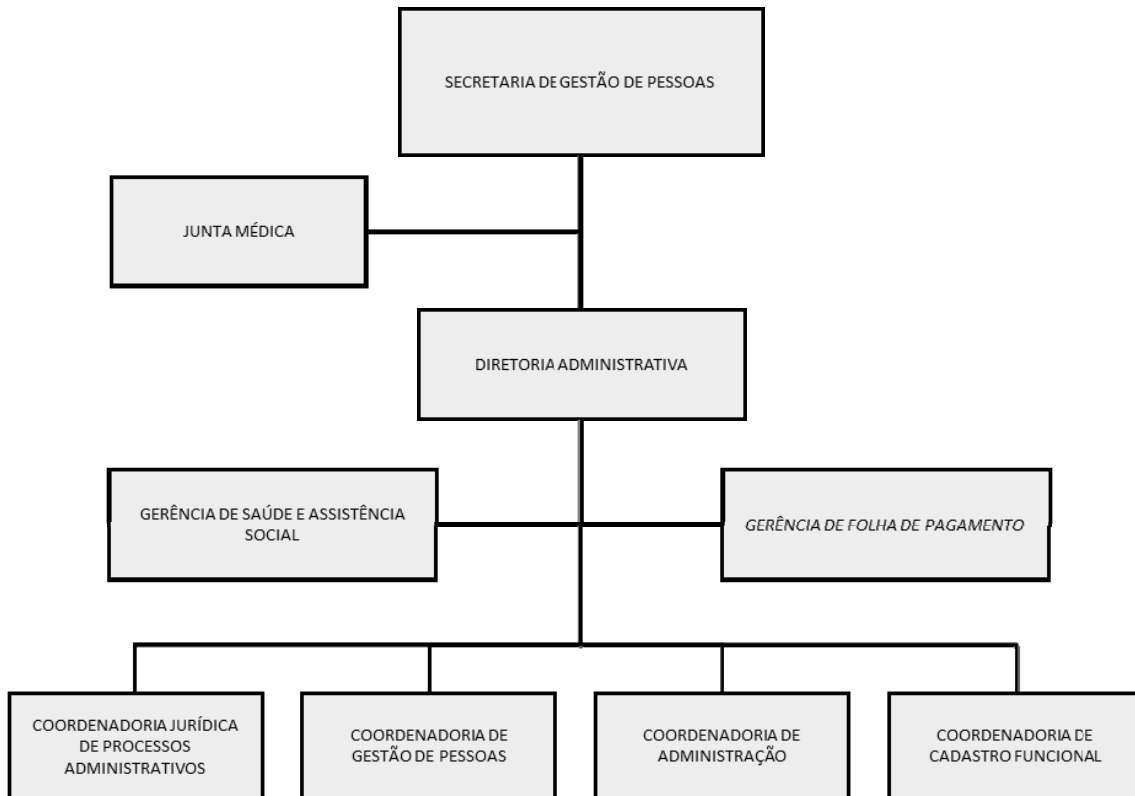 SECRETARIA DE GESTÃO DE PESSOAS
JUNTA MÉDICA
DIRETORIA ADMINISTRATIVA
GERÊNCIA DE SAÚDE E ASSISTÊNCIA
SOCIAL
GERÊNCIA DE FOLHA DE PAGAMENTO
COORDENADORIA JURÍDICA
DE PROCESSOS
ADMINISTRATIVOS
COORDENADORIA DE
GESTÃO DE PESSOAS
COORDENADORIA DE
ADMINISTRAÇÃO
COORDENADORIA DE
CADASTRO FUNCIONAL